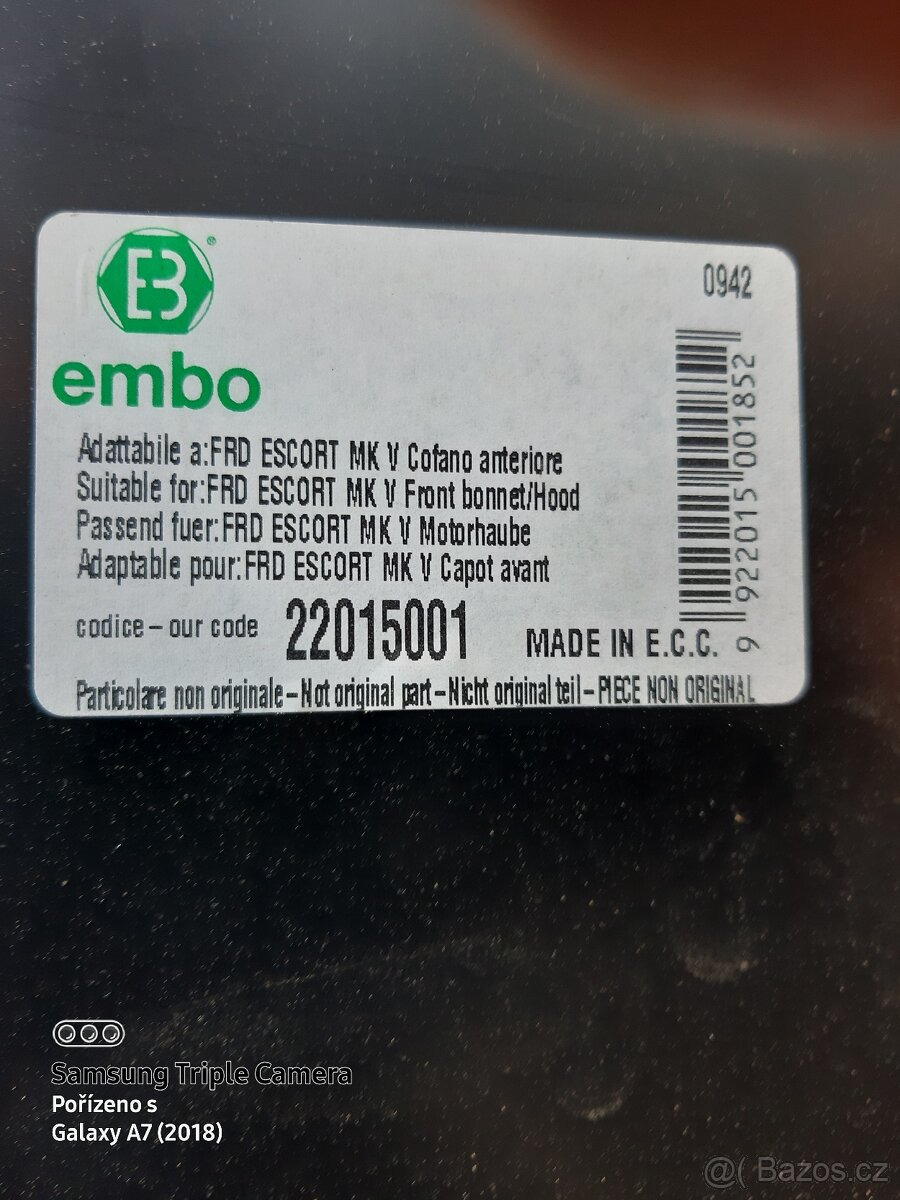 EB®
embo
0942
Adattabile a:FRD ESCORT MK V Cofano anteriore
Suitable for:FRD ESCORT MK V Front bonnet/Hood
Passend fuer:FRD ESCORT MK V Motorhaube
Adaptable pour:FRD ESCORT MK V Capot avant
codice – our code 22015001 MADE IN E.C.C.
9 922015 001852
Particolare non originale – Not original part – Nicht original teil – PIECE NON ORIGINAL
Samsung Triple Camera
Pořízeno s
Galaxy A7 (2018)
@( Bazos.cz